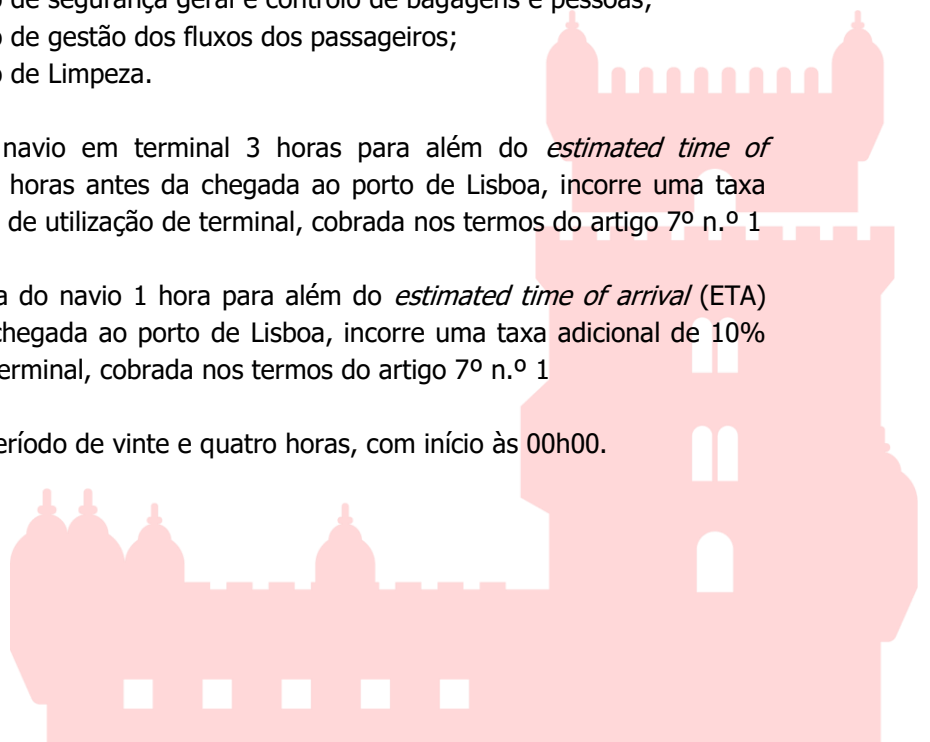 de segurança geral e controlo de bagagens e pessoas;
de gestão dos fluxos dos passageiros;
de Limpeza.
navio em terminal 3 horas para além do estimated time of
horas antes da chegada ao porto de Lisboa, incorre uma taxa
de utilização de terminal, cobrada nos termos do artigo 7º n.º 1
do navio 1 hora para além do estimated time of arrival (ETA)
chegada ao porto de Lisboa, incorre uma taxa adicional de 10%
terminal, cobrada nos termos do artigo 7º n.º 1
período de vinte e quatro horas, com início às 00h00.